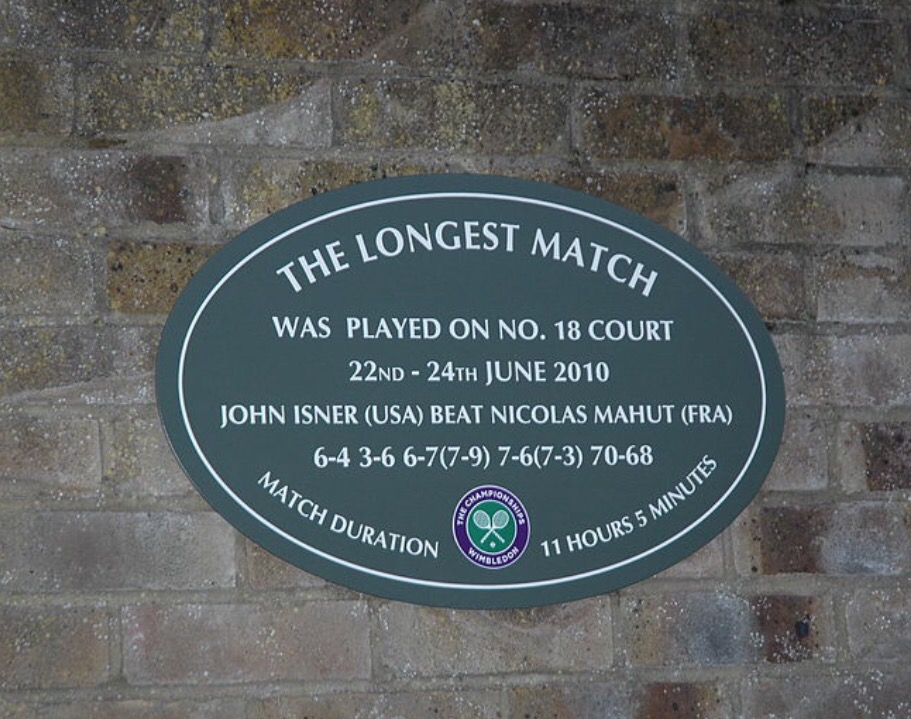 THE LONGEST MATCH
WAS PLAYED ON NO. 18 COURT
22ND - 24TH JUNE 2010
JOHN ISNER (USA) BEAT NICOLAS MAHUT (FRA)
6-4 3-6 6-7(7-9) 7-6(7-3) 70-68
MATCH DURATION 11 HOURS 5 MINUTES
THE CHAMPIONSHIPS
WIMBLEDON